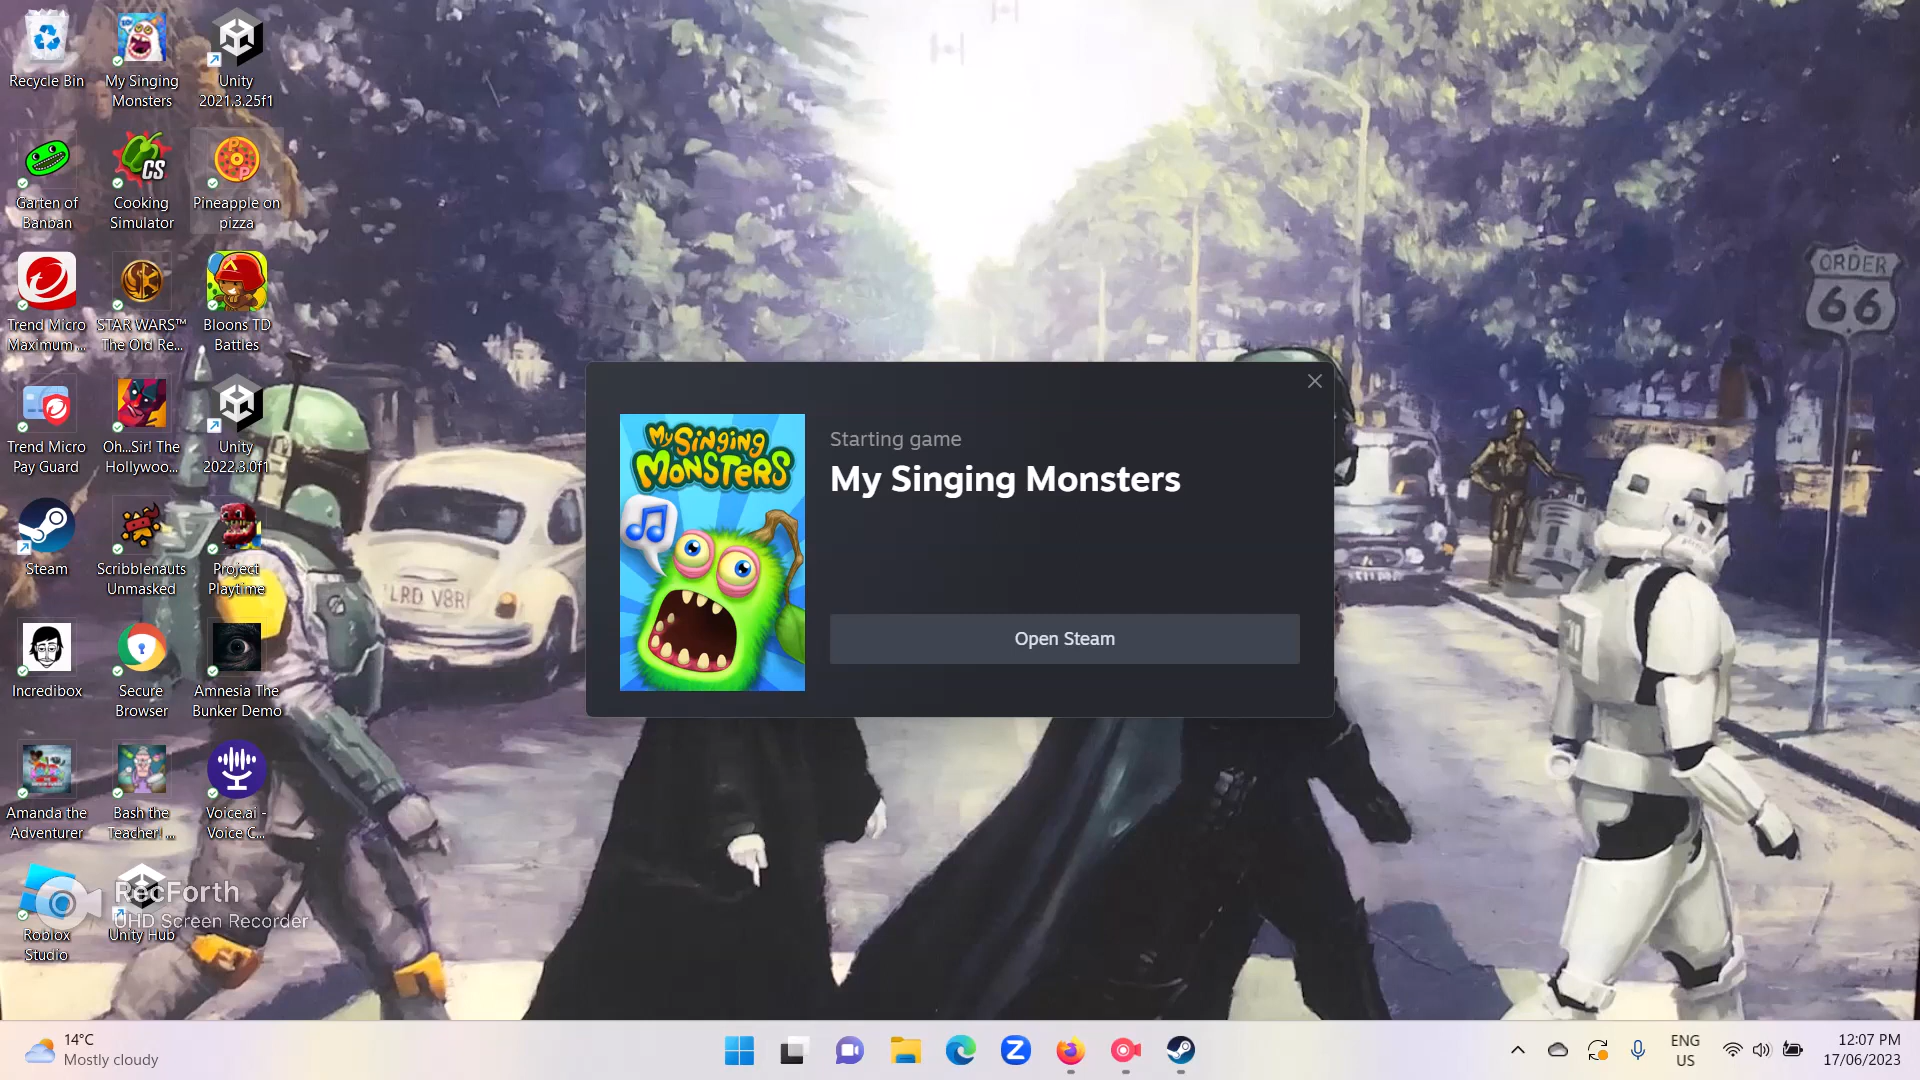 Recycle Bin
My Singing
Monsters
Unity
2021.3.25f1
Garten of
Banban
Cooking
Simulator
Pineapple on
pizza
Trend Micro
Maximum ...
STAR WARS™
The Old Re...
Bloons TD
Battles
Trend Micro
Pay Guard
Oh...Sir! The
Hollywoo...
Unity
2022.3.0f1
Steam
Scribblenauts
Unmasked
Project
Playtime
Incredibox
Secure
Browser
Amnesia The
Bunker Demo
Amanda the
Adventurer
Bash the
Teacher! ...
Voice.ai -
Voice C...
Roblox
Studio
Unity Hub
RecForth
UHD Screen Recorder
CS
My Singing
Monsters
Starting game
My Singing Monsters
Open Steam
ORDER
66
LRD V8R
14°C
Mostly cloudy
ENG
US
12:07 PM
17/06/2023